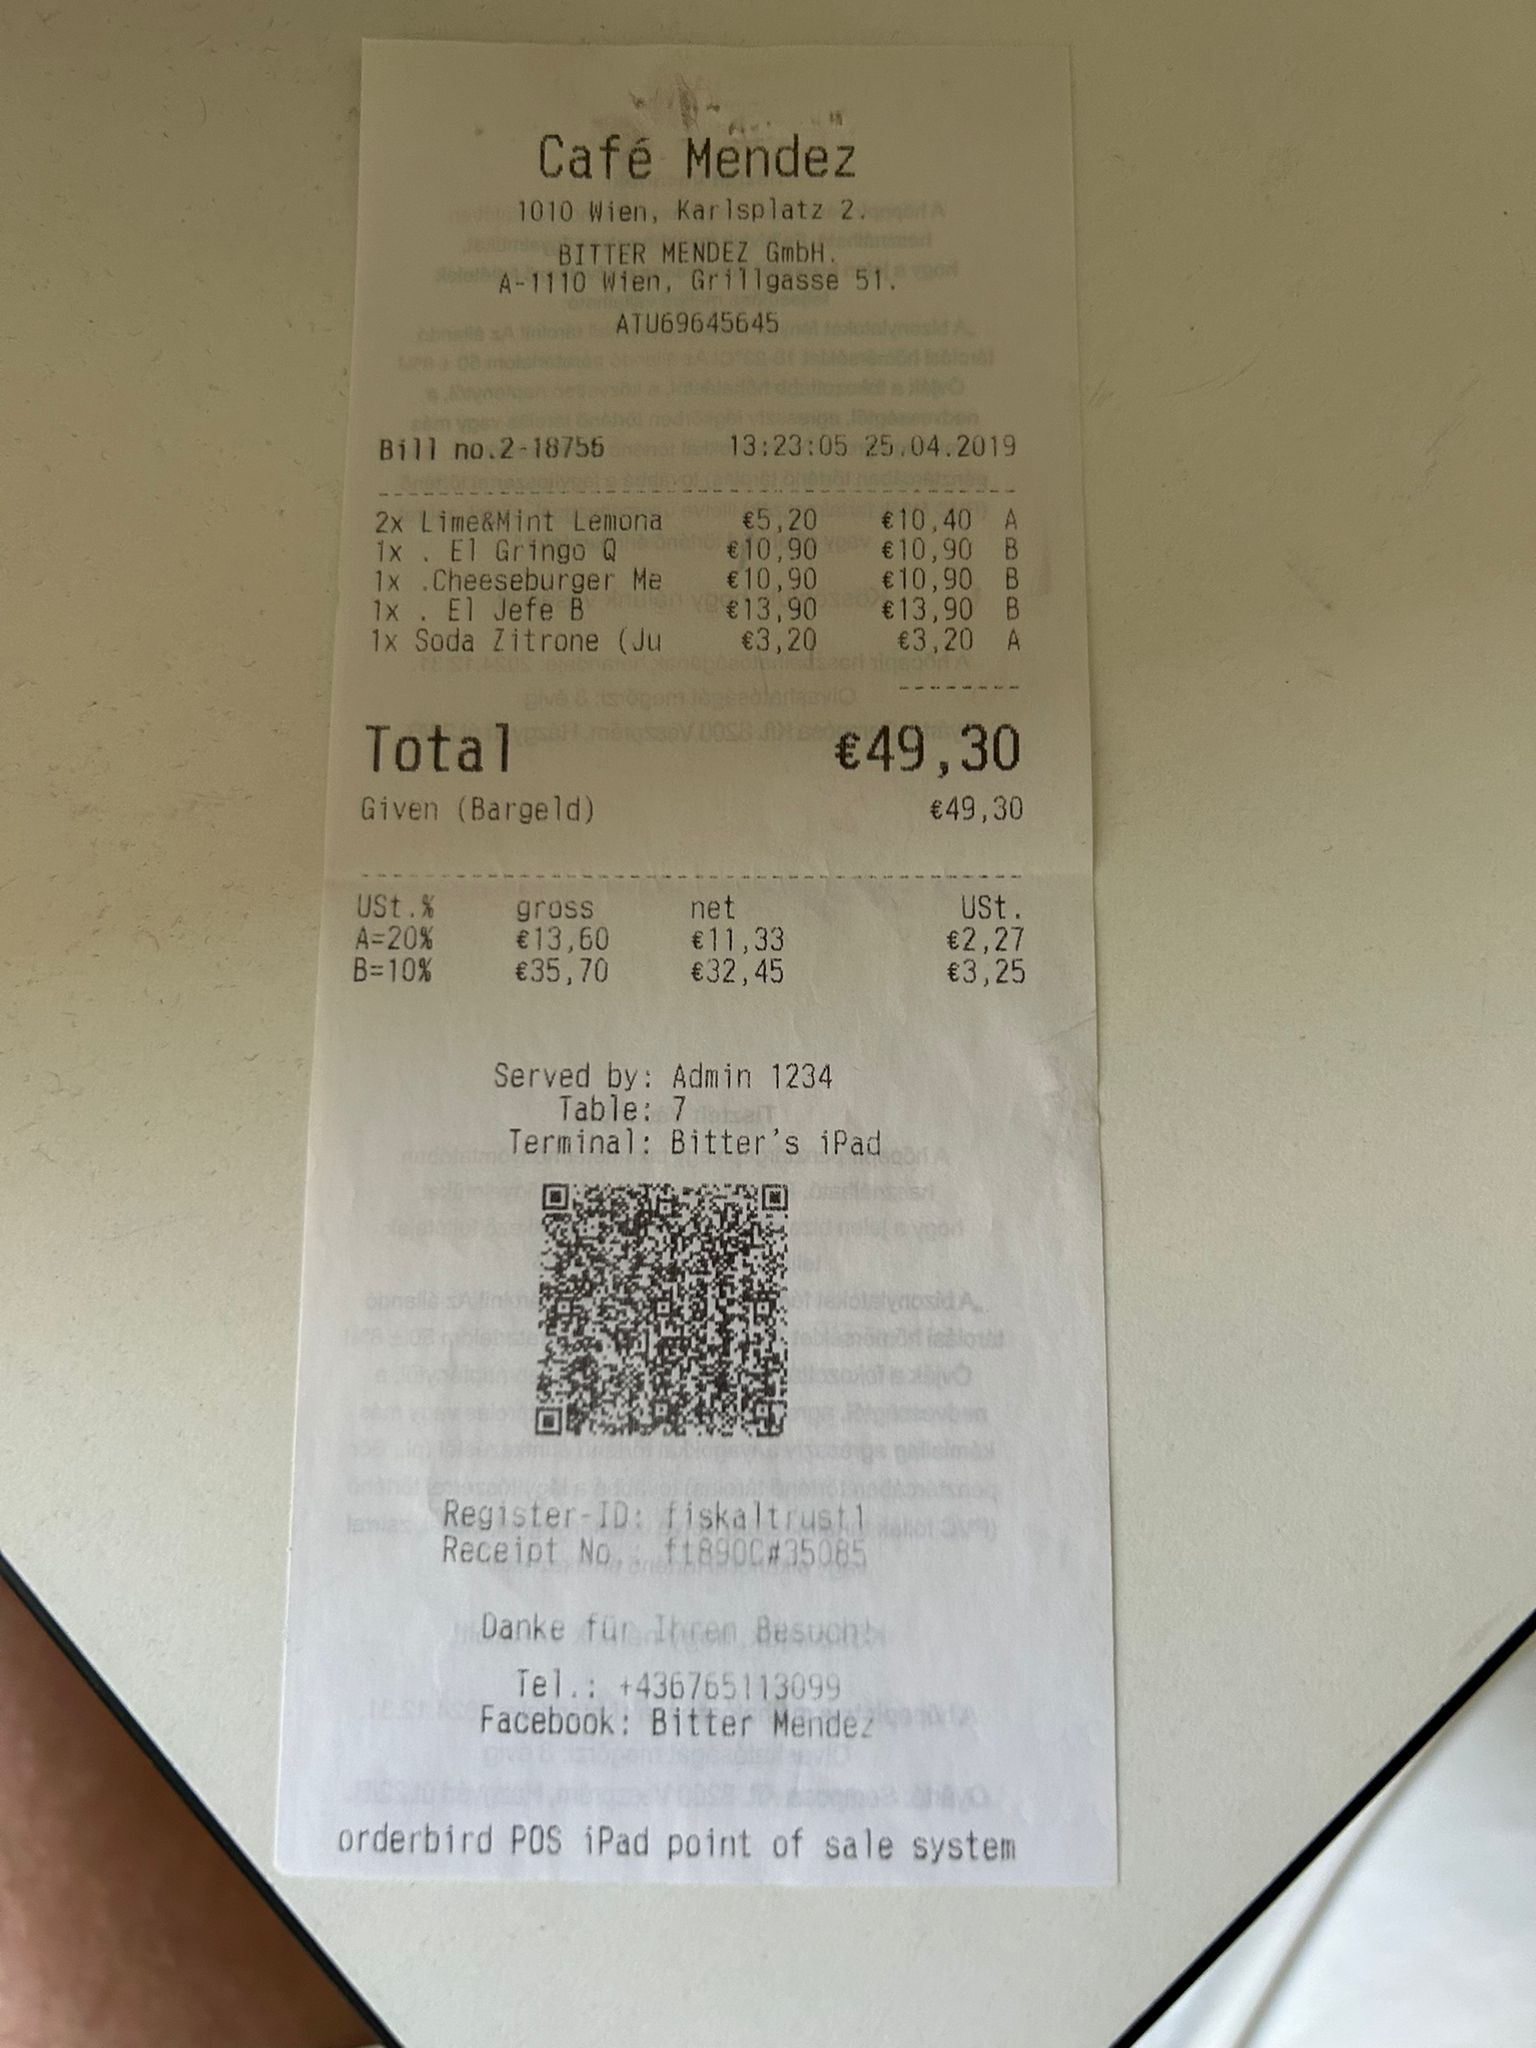 Café Mendez
1010 Wien, Karlsplatz 2.
BITTER MENDEZ GmbH.
A-1110 Wien, Grillgasse 51.
ATU69645645
Bill no.2-18756 13:23:05 25.04.2019
2x Lime&Mint Lemona €5,20 €10,40 A
1x . El Gringo Q €10,90 €10,90 B
1x .Cheeseburger Me €10,90 €10,90 B
1x . El Jefe B €13,90 €13,90 B
1x Soda Zitrone (Ju €3,20 €3,20 A
Total €49,30
Given (Bargeld) €49,30
USt.% gross net USt.
A=20% €13,60 €11,33 €2,27
B=10% €35,70 €32,45 €3,25
Served by: Admin 1234
Table: 7
Terminal: Bitter's iPad
Register-ID: fiskaltrust1
Receipt No.: ft890C#35085
Danke für Ihren Besuch!
Tel.: +436765113099
Facebook: Bitter Mendez
orderbird POS iPad point of sale system